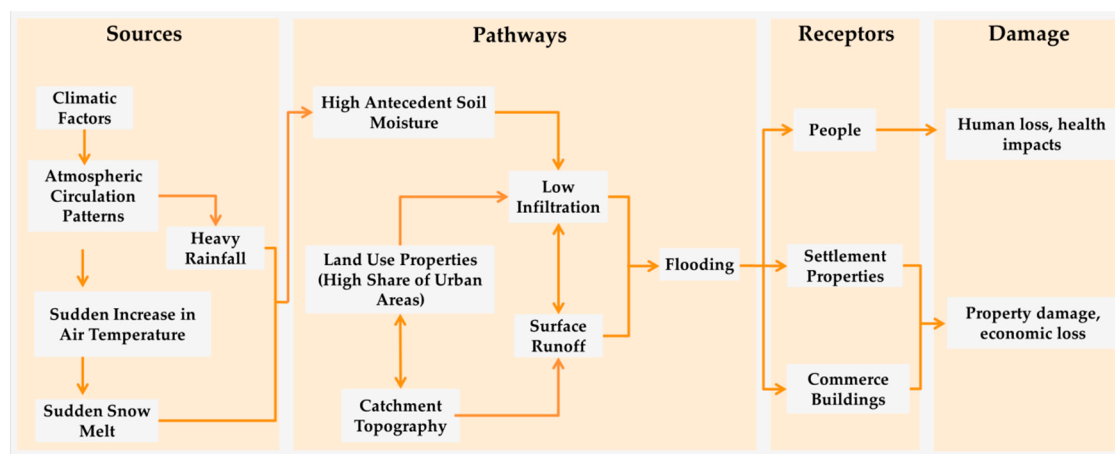 Sources
Climatic
Factors
Atmospheric
Circulation
Patterns
Heavy
Rainfall
Sudden Increase in
Air Temperature
Sudden Snow
Melt
Pathways
High Antecedent Soil
Moisture
Low
Infiltration
Land Use Properties
(High Share of Urban
Areas)
Surface
Runoff
Catchment
Topography
Flooding
Receptors
People
Settlement
Properties
Commerce
Buildings
Damage
Human loss, health
impacts
Property damage,
economic loss